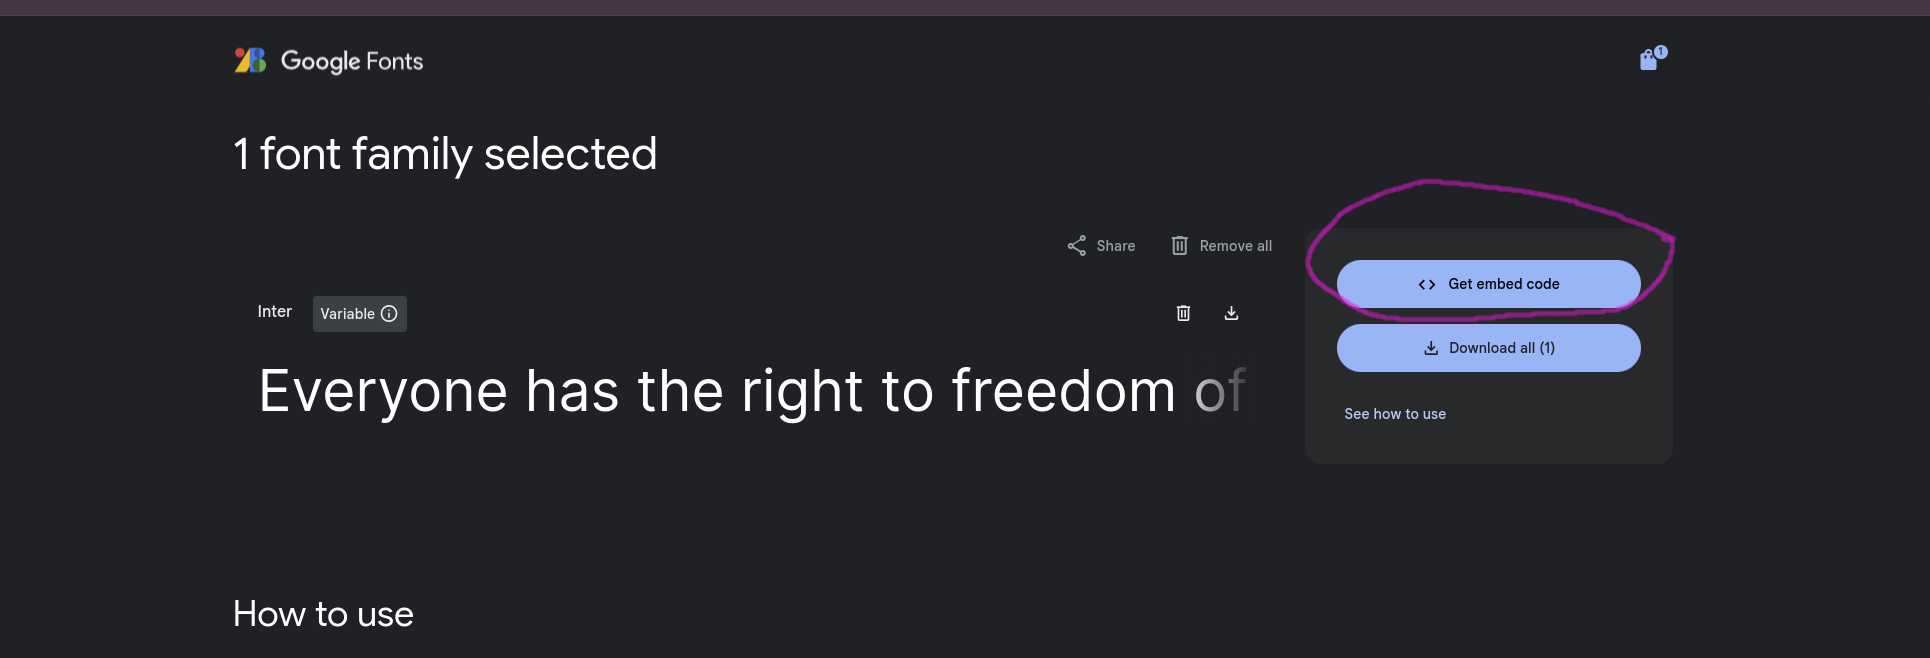 Google Fonts
1
1 font family selected
Share
Remove all
Get embed code
Inter
Variable
Download all (1)
Everyone has the right to freedom of
See how to use
How to use